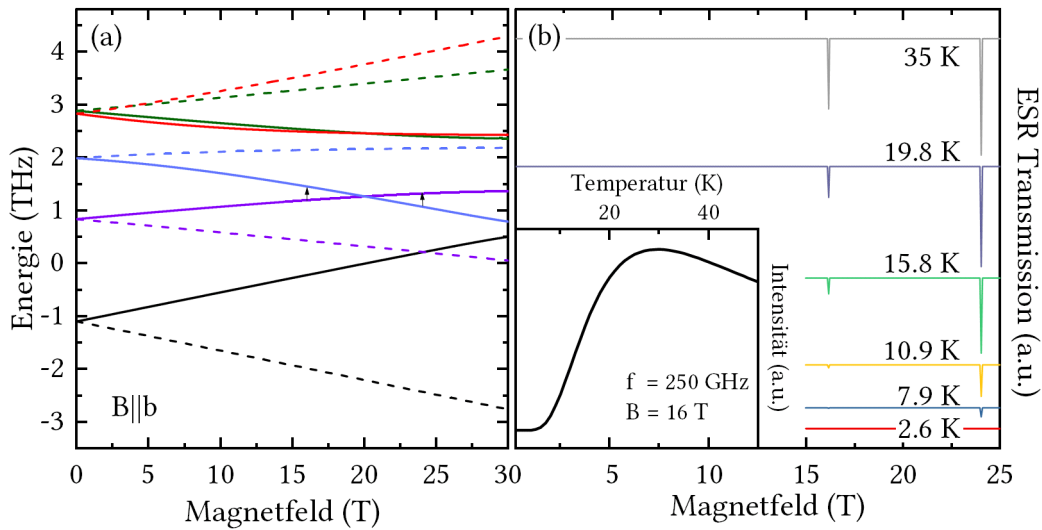 (a)
4
3
2
1
0
-1
-2
-3
Energie (THz)
B||b
0 5 10 15 20 25 30
Magnetfeld (T)
(b)
35 K
19.8 K
15.8 K
10.9 K
7.9 K
2.6 K
ESR Transmission (a.u.)
Temperatur (K)
20 40
Intensität (a.u.)
f = 250 GHz
B = 16 T
0 5 10 15 20 25
Magnetfeld (T)